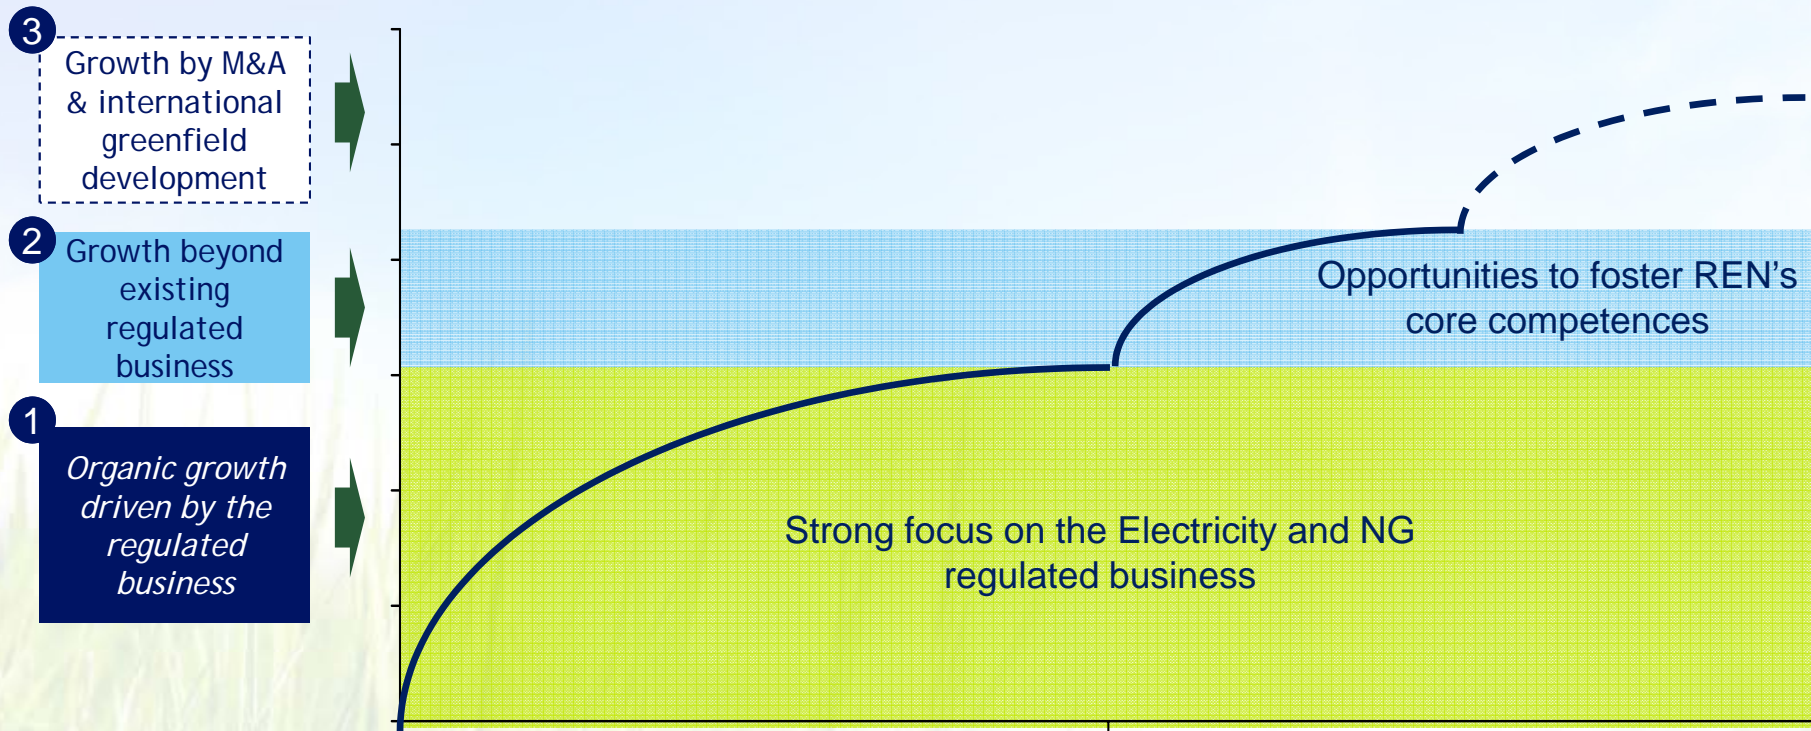 3
Growth by M&A
& international
greenfield
development
2
Growth beyond
existing
regulated
business
1
Organic growth
driven by the
regulated
business
Opportunities to foster REN’s
core competences
Strong focus on the Electricity and NG
regulated business